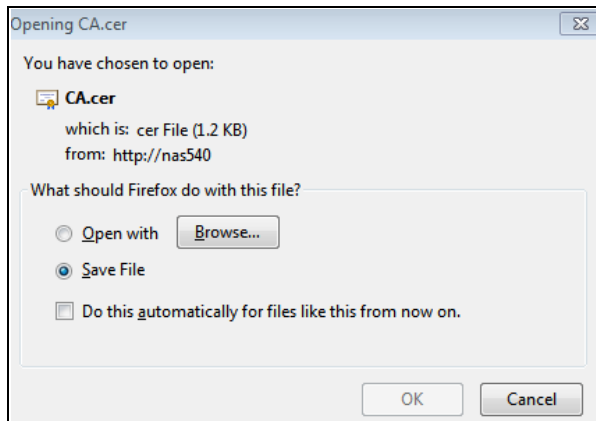 Opening CA.cer
You have chosen to open:
CA.cer
which is: cer File (1.2 KB)
from: http://nas540
What should Firefox do with this file?
Open with Browse...
Save File
Do this automatically for files like this from now on.
OK Cancel